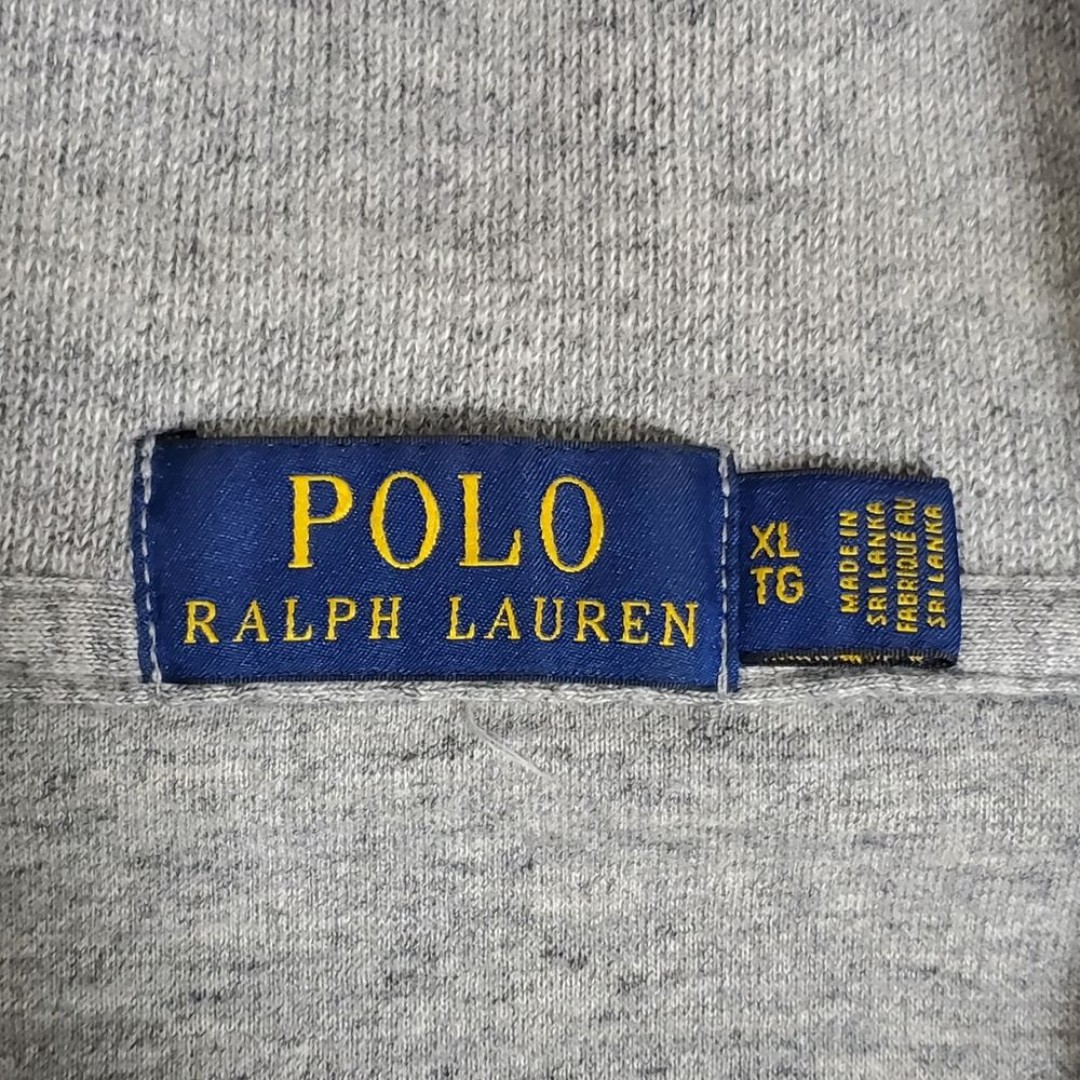 POLO
RALPH LAUREN
XL
TG
MADE IN
SRI LANKA
FABRIQUÉ AU
SRI LANKA